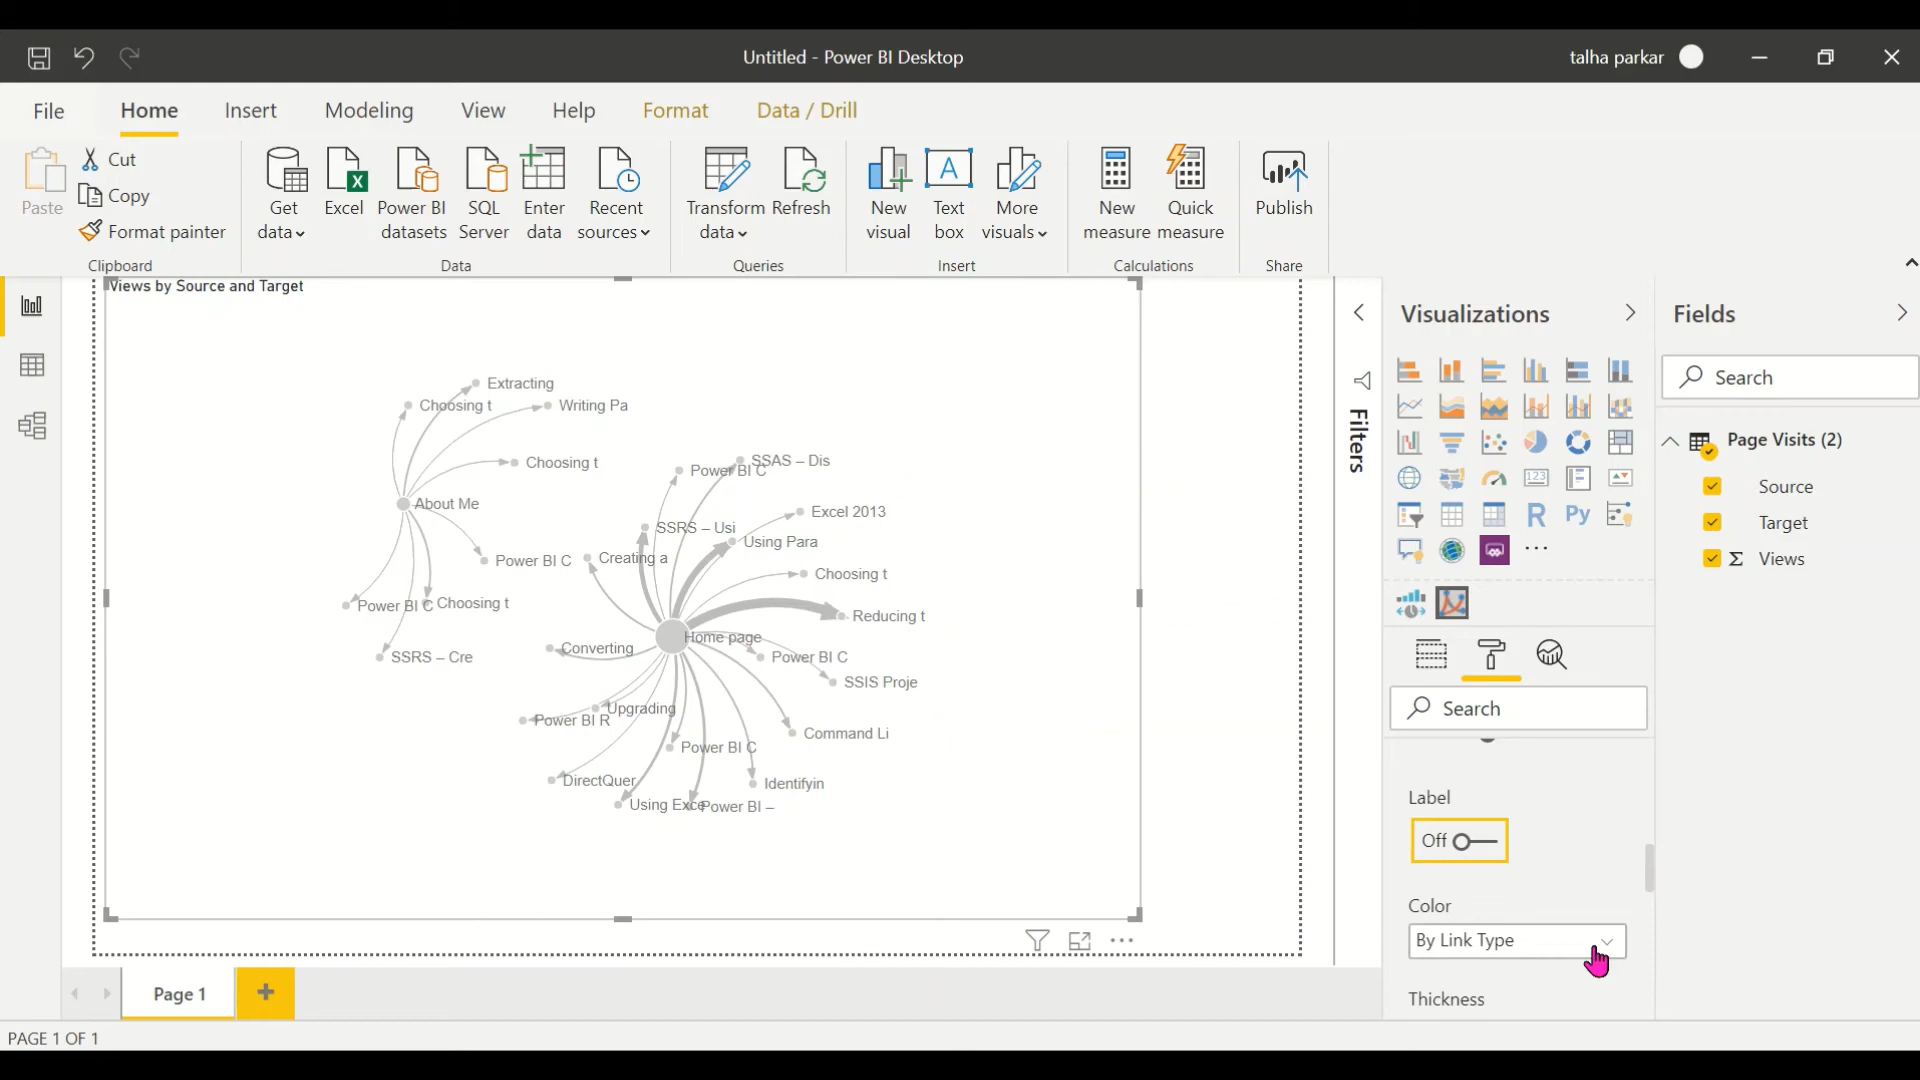 Untitled - Power BI Desktop
talha parkar
File Home Insert Modeling View Help Format Data / Drill
Paste
Cut
Copy
Format painter
Clipboard
Get data
Excel
Power BI datasets
SQL Server
Enter data
Recent sources
Data
Transform data
Refresh
Queries
New visual
Text box
More visuals
Insert
New measure
Quick measure
Calculations
Publish
Share
Views by Source and Target
Extracting
Choosing t
Writing Pa
Choosing t
About Me
Power BI C
Power BI C
Choosing t
SSRS – Cre
SSAS – Dis
Power BI C
Excel 2013
SSRS – Usi
Using Para
Creating a
Choosing t
Reducing t
Home page
Converting
Power BI C
SSIS Proje
Upgrading
Power BI R
Command Li
Power BI C
DirectQuer
Identifyin
Using Exce
Power BI –
Filters
Visualizations
123
R
Py
Search
Label
Off
Color
By Link Type
Thickness
Fields
Search
Page Visits (2)
Source
Target
Σ Views
Page 1
PAGE 1 OF 1